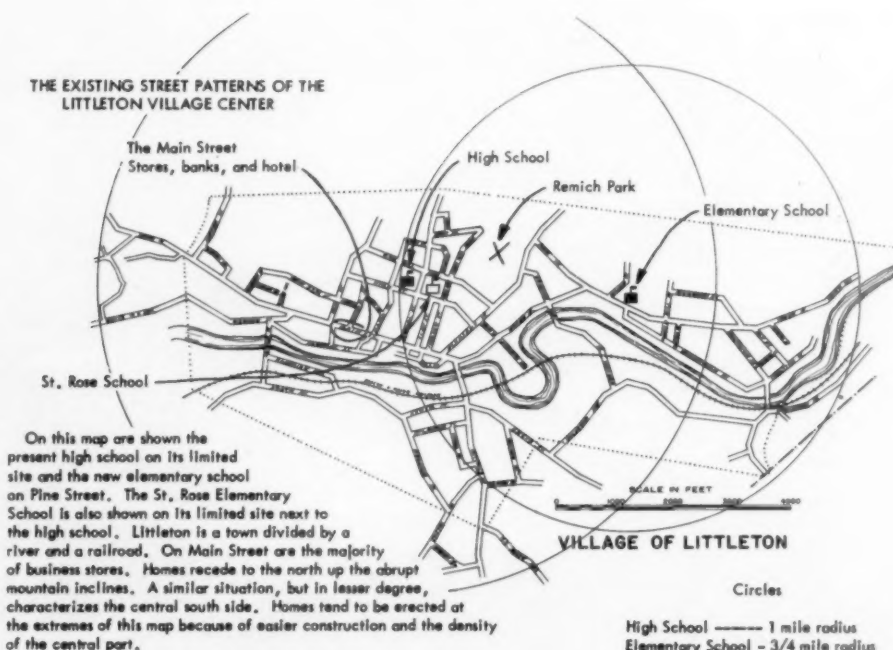 THE EXISTING STREET PATTERNS OF THE
LITTLETON VILLAGE CENTER
The Main Street
Stores, banks, and hotel
High School
Remich Park
Elementary School
St. Rose School
On this map are shown the
present high school on its limited
site and the new elementary school
on Pine Street. The St. Rose Elementary
School is also shown on its limited site next to
the high school. Littleton is a town divided by a
river and a railroad. On Main Street are the majority
of business stores. Homes recede to the north up the abrupt
mountain inclines. A similar situation, but in lesser degree,
characterizes the central south side. Homes tend to be erected at
the extremes of this map because of easier construction and the density
of the central part.
SCALE IN FEET
0 1000 2000 3000 4000
VILLAGE OF LITTLETON
Circles
High School —— 1 mile radius
Elementary School - 3/4 mile radius